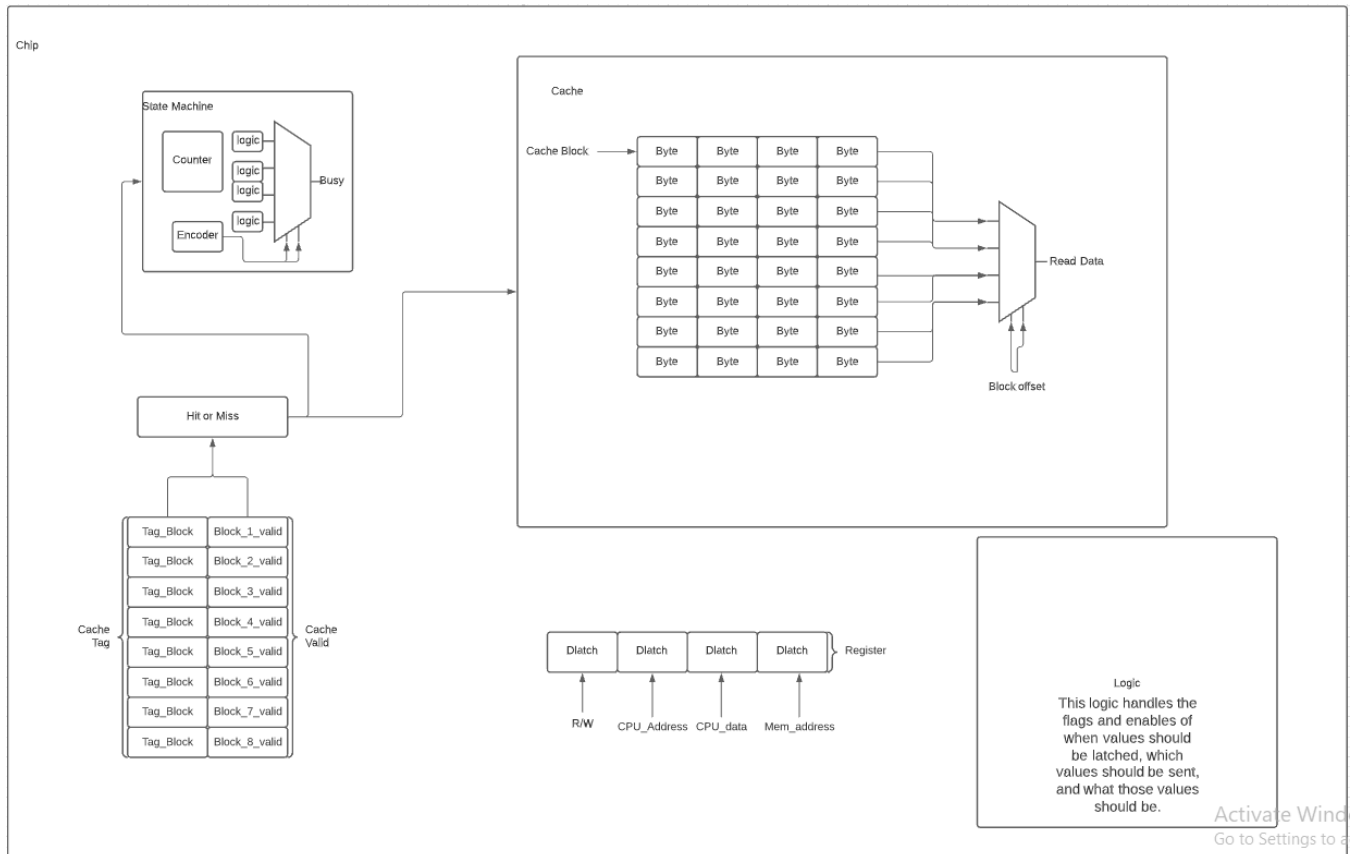 Chip
State Machine
Counter
logic
logic
logic
logic
Encoder
Busy
Hit or Miss
Tag_Block Block_1_valid
Tag_Block Block_2_valid
Tag_Block Block_3_valid
Tag_Block Block_4_valid
Tag_Block Block_5_valid
Tag_Block Block_6_valid
Tag_Block Block_7_valid
Tag_Block Block_8_valid
Cache
Tag
Cache
Valid
Cache
Cache Block
Byte Byte Byte Byte
Byte Byte Byte Byte
Byte Byte Byte Byte
Byte Byte Byte Byte
Byte Byte Byte Byte
Byte Byte Byte Byte
Byte Byte Byte Byte
Byte Byte Byte Byte
Read Data
Block offset
Dlatch Dlatch Dlatch Dlatch
Register
R/W
CPU_Address
CPU_data
Mem_address
Logic
This logic handles the
flags and enables of
when values should
be latched, which
values should be sent,
and what those values
should be.
Activate Wind
Go to Settings to a